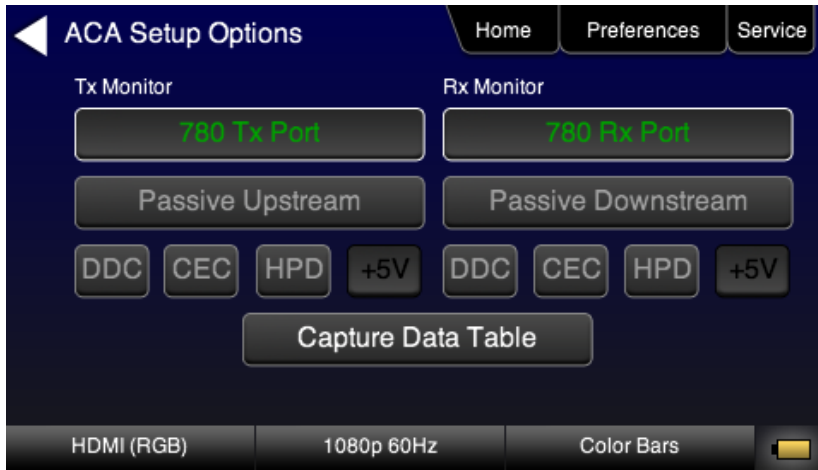 ACA Setup Options
Home
Preferences
Service
Tx Monitor
Rx Monitor
780 Tx Port
780 Rx Port
Passive Upstream
Passive Downstream
DDC CEC HPD +5V
DDC CEC HPD +5V
Capture Data Table
HDMI (RGB)
1080p 60Hz
Color Bars